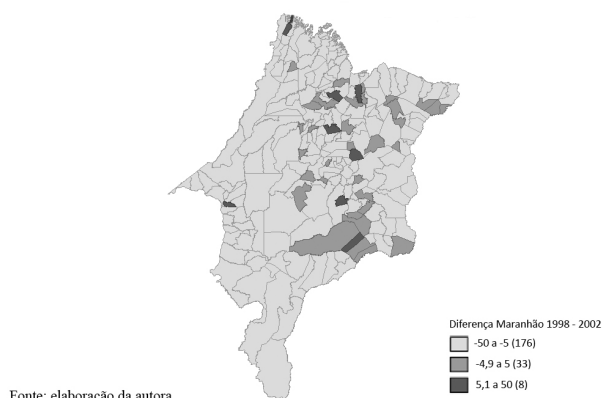 Diferença Maranhão 1998 - 2002
-50 a -5 (176)
-4,9 a 5 (33)
5,1 a 50 (8)
Fonte: elaboração da autora